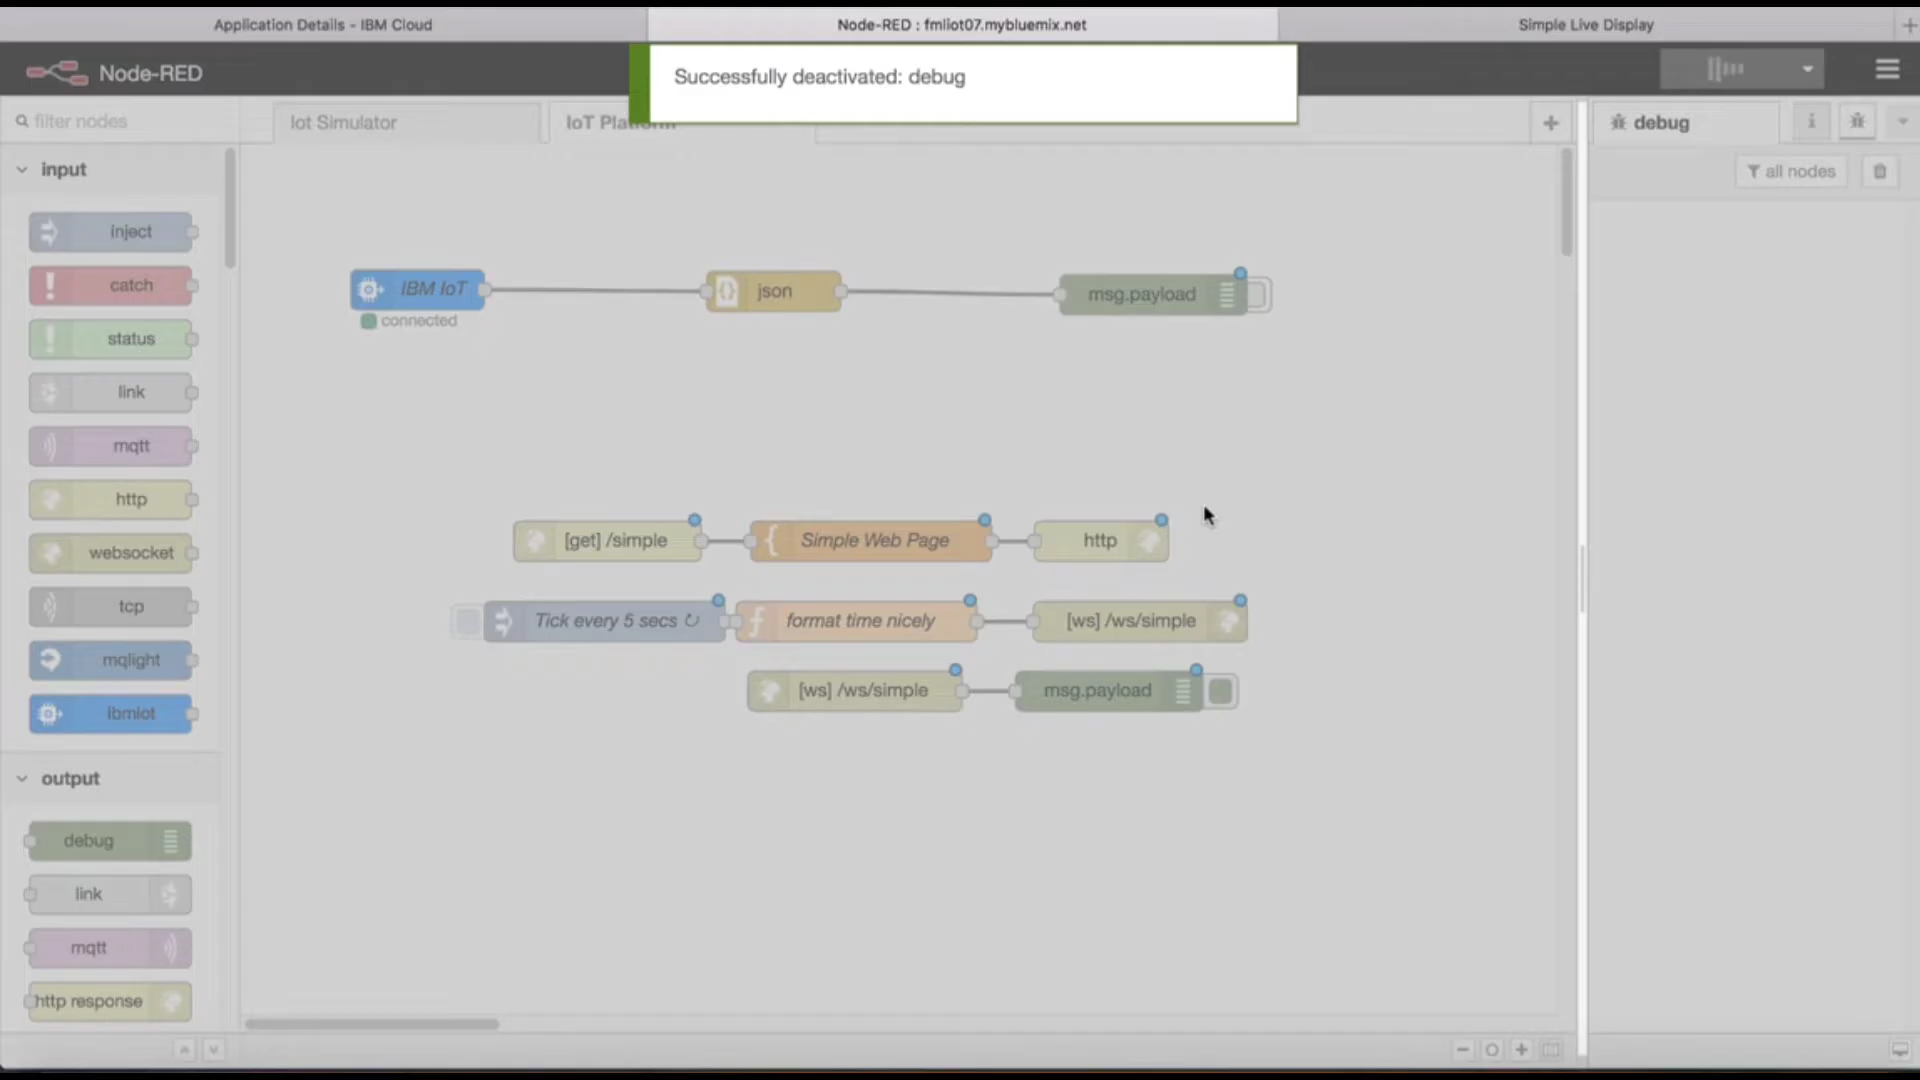 Application Details - IBM Cloud
Node-RED : fmliot07.mybluemix.net
Simple Live Display
Node-RED
Successfully deactivated: debug
filter nodes
Iot Simulator
IoT Platform
debug
all nodes
input
inject
catch
status
link
mqtt
http
websocket
tcp
mqlight
ibmiot
output
debug
link
mqtt
http response
IBM IoT
connected
json
msg.payload
[get] /simple
Simple Web Page
http
Tick every 5 secs ↻
format time nicely
[ws] /ws/simple
[ws] /ws/simple
msg.payload